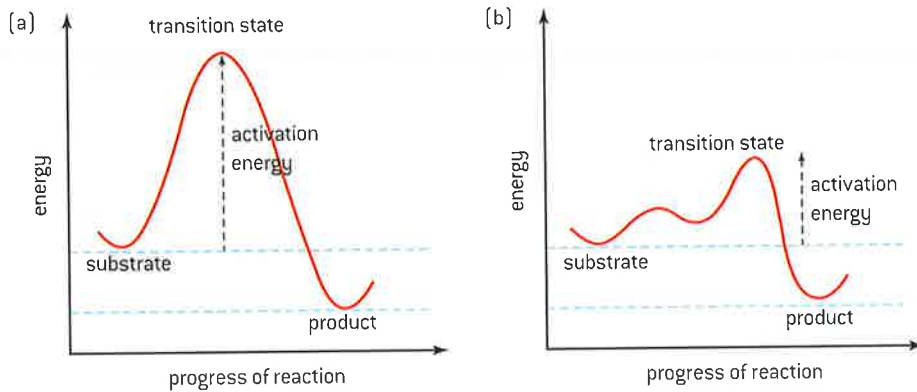 (a)
transition state
activation
energy
energy
substrate
product
progress of reaction
(b)
transition state
activation
energy
energy
substrate
product
progress of reaction